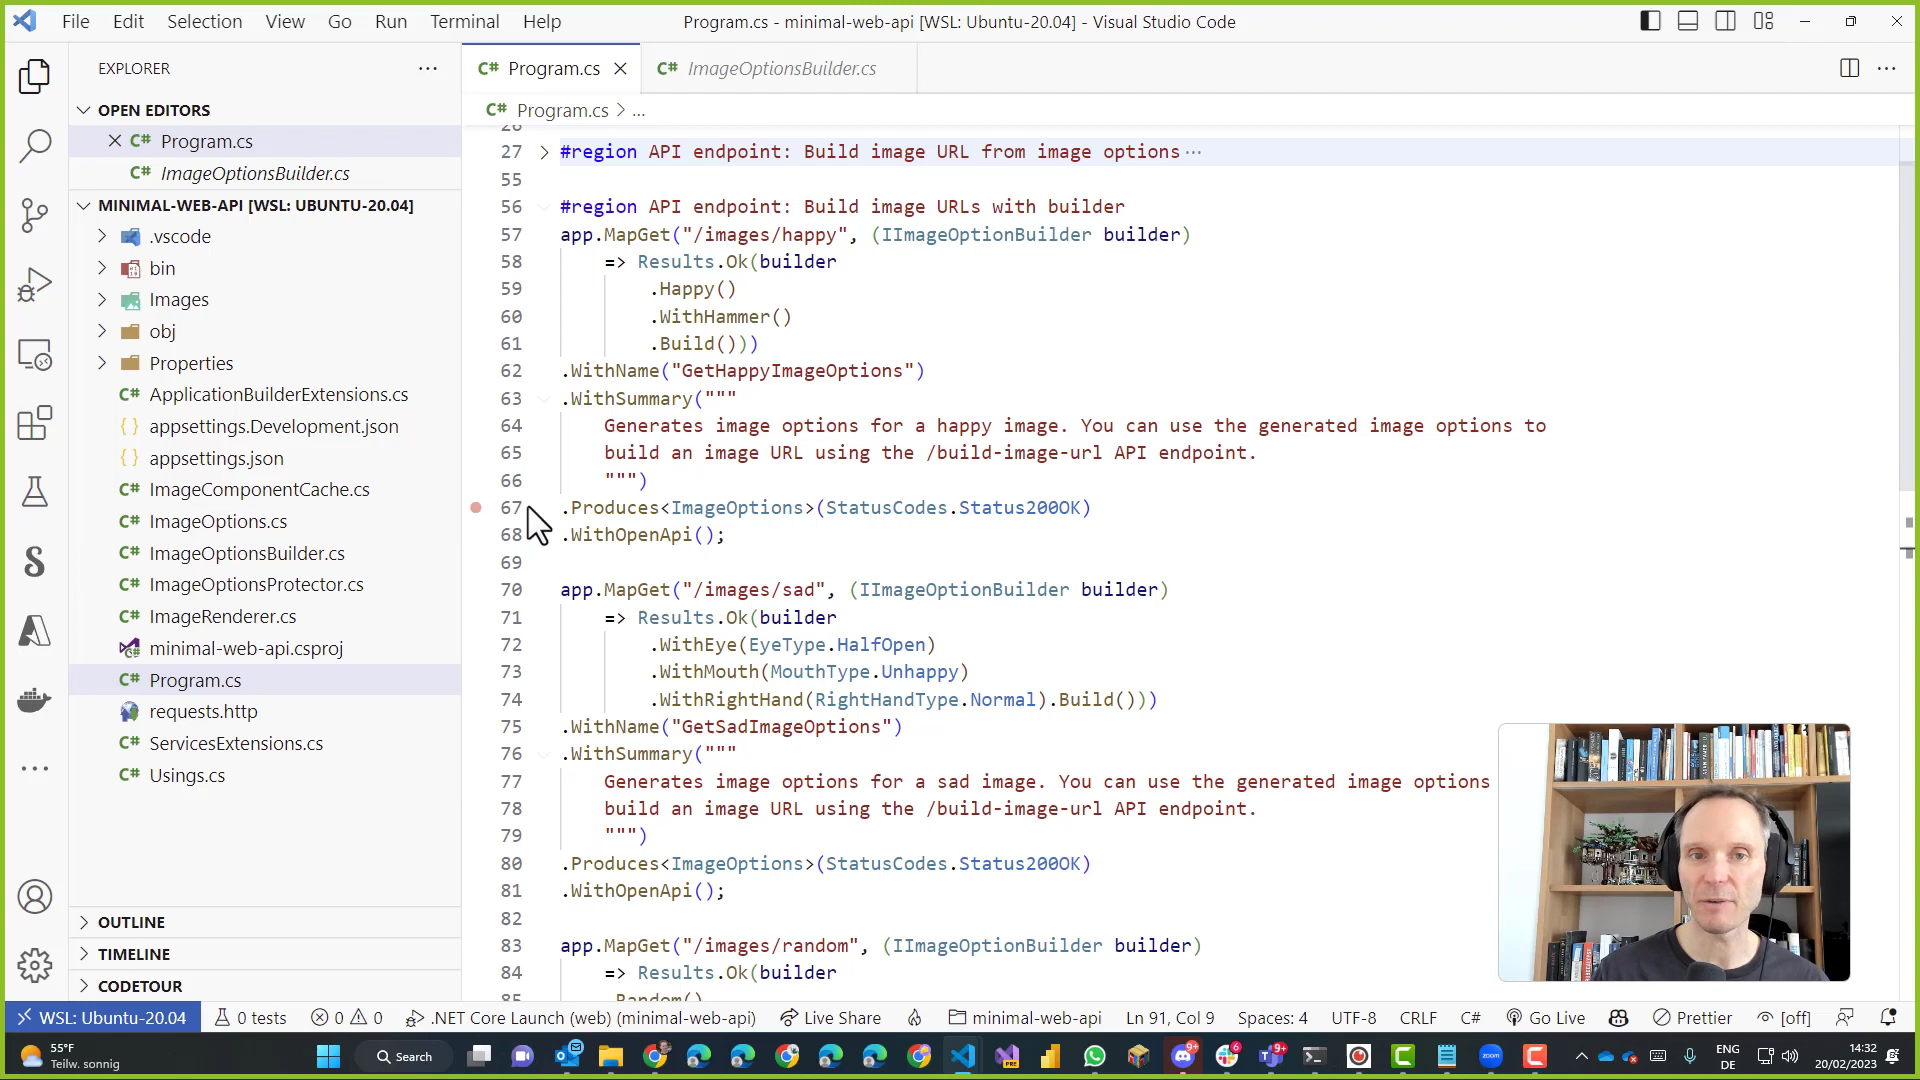 File Edit Selection View Go Run Terminal Help
Program.cs - minimal-web-api [WSL: Ubuntu-20.04] - Visual Studio Code
EXPLORER
OPEN EDITORS
C# Program.cs
C# ImageOptionsBuilder.cs
MINIMAL-WEB-API [WSL: UBUNTU-20.04]
.vscode
bin
Images
obj
Properties
C# ApplicationBuilderExtensions.cs
{} appsettings.Development.json
{} appsettings.json
C# ImageComponentCache.cs
C# ImageOptions.cs
C# ImageOptionsBuilder.cs
C# ImageOptionsProtector.cs
C# ImageRenderer.cs
minimal-web-api.csproj
C# Program.cs
requests.http
C# ServicesExtensions.cs
C# Usings.cs
OUTLINE
TIMELINE
CODETOUR
C# Program.cs
C# ImageOptionsBuilder.cs
C# Program.cs > ...
26
27 #region API endpoint: Build image URL from image options ...
55
56 #region API endpoint: Build image URLs with builder
57 app.MapGet("/images/happy", (IImageOptionBuilder builder)
58 => Results.Ok(builder
59 .Happy()
60 .WithHammer()
61 .Build()))
62 .WithName("GetHappyImageOptions")
63 .WithSummary("""
64 Generates image options for a happy image. You can use the generated image options to
65 build an image URL using the /build-image-url API endpoint.
66 """)
67 .Produces<ImageOptions>(StatusCodes.Status200OK)
68 .WithOpenApi();
69
70 app.MapGet("/images/sad", (IImageOptionBuilder builder)
71 => Results.Ok(builder
72 .WithEye(EyeType.HalfOpen)
73 .WithMouth(MouthType.Unhappy)
74 .WithRightHand(RightHandType.Normal).Build()))
75 .WithName("GetSadImageOptions")
76 .WithSummary("""
77 Generates image options for a sad image. You can use the generated image options
78 build an image URL using the /build-image-url API endpoint.
79 """)
80 .Produces<ImageOptions>(StatusCodes.Status200OK)
81 .WithOpenApi();
82
83 app.MapGet("/images/random", (IImageOptionBuilder builder)
84 => Results.Ok(builder
85 .Random()
WSL: Ubuntu-20.04 0 tests 0 0 .NET Core Launch (web) (minimal-web-api) Live Share minimal-web-api Ln 91, Col 9 Spaces: 4 UTF-8 CRLF C# Go Live Prettier [off]
55°F
Teilw. sonnig
Search
PRE
9+
6
9+
zoom
ENG
DE
14:32
20/02/2023